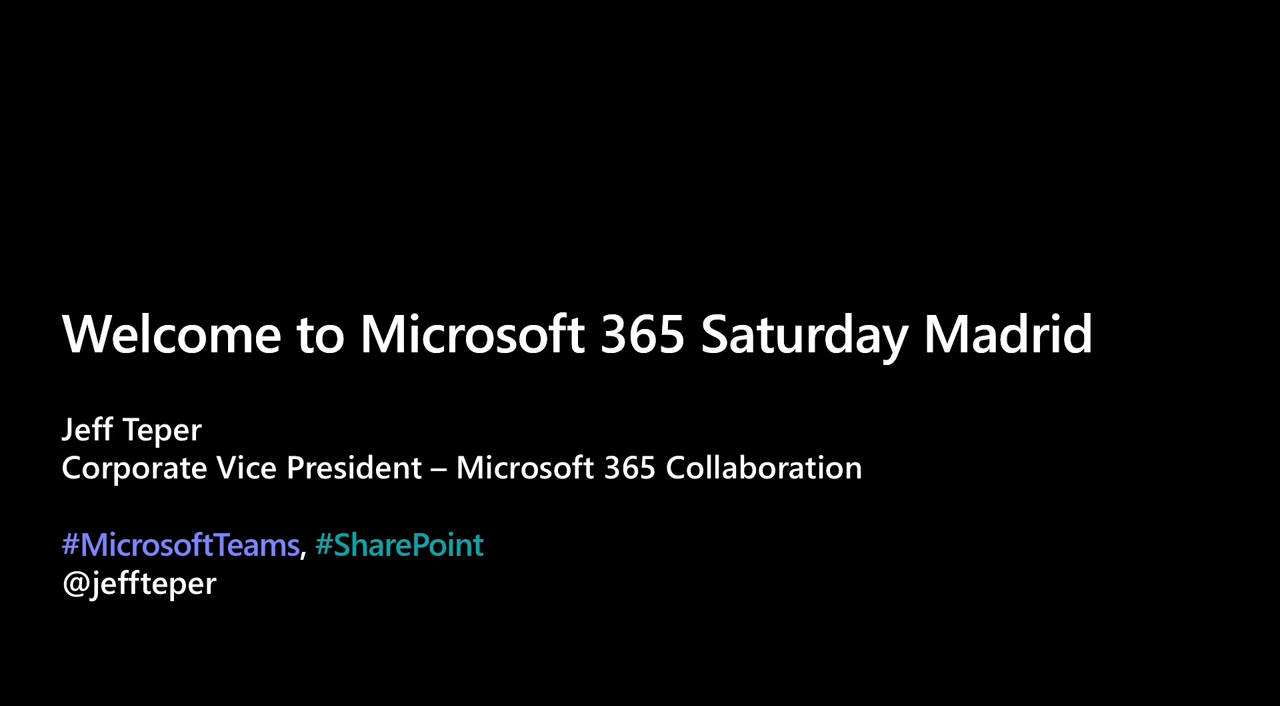 Welcome to Microsoft 365 Saturday Madrid
Jeff Teper
Corporate Vice President – Microsoft 365 Collaboration
#MicrosoftTeams, #SharePoint
@jeffteper